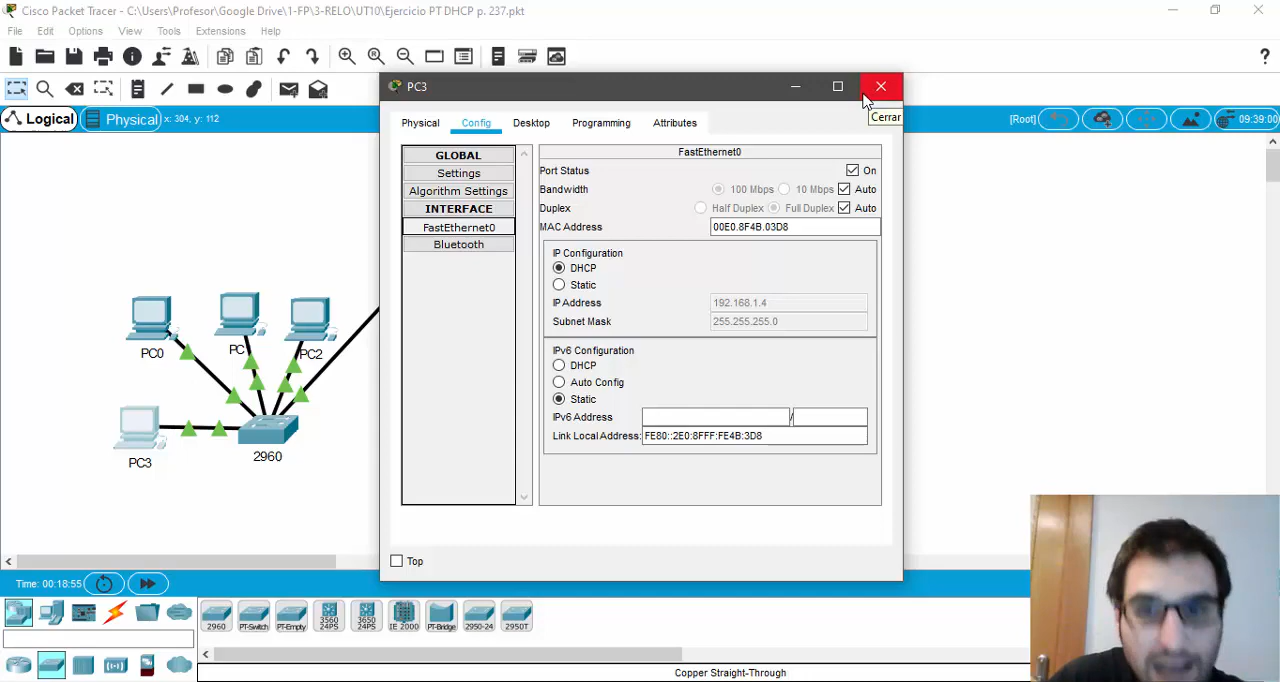 Cisco Packet Tracer - C:\Users\Profesor\Google Drive\1-FP\3-RELO\UT10\Ejercicio PT DHCP p. 237.pkt
File Edit Options View Tools Extensions Help
?
Logical Physical x: 304, y: 112 [Root] 09:39:00
PC3
Cerrar
Physical Config Desktop Programming Attributes
GLOBAL
Settings
Algorithm Settings
INTERFACE
FastEthernet0
Bluetooth
FastEthernet0
Port Status On
Bandwidth 100 Mbps 10 Mbps Auto
Duplex Half Duplex Full Duplex Auto
MAC Address 00E0.8F4B.03D8
IP Configuration
DHCP
Static
IP Address 192.168.1.4
Subnet Mask 255.255.255.0
IPv6 Configuration
DHCP
Auto Config
Static
IPv6 Address /
Link Local Address: FE80::2E0:8FFF:FE4B:3D8
Top
PC0 PC PC2
PC3 2960
Time: 00:18:55
2960 PT-Switch PT-Empty 3560 24PS 3650 24PS IE 2000 PT-Bridge 2950-24 2950T
Copper Straight-Through